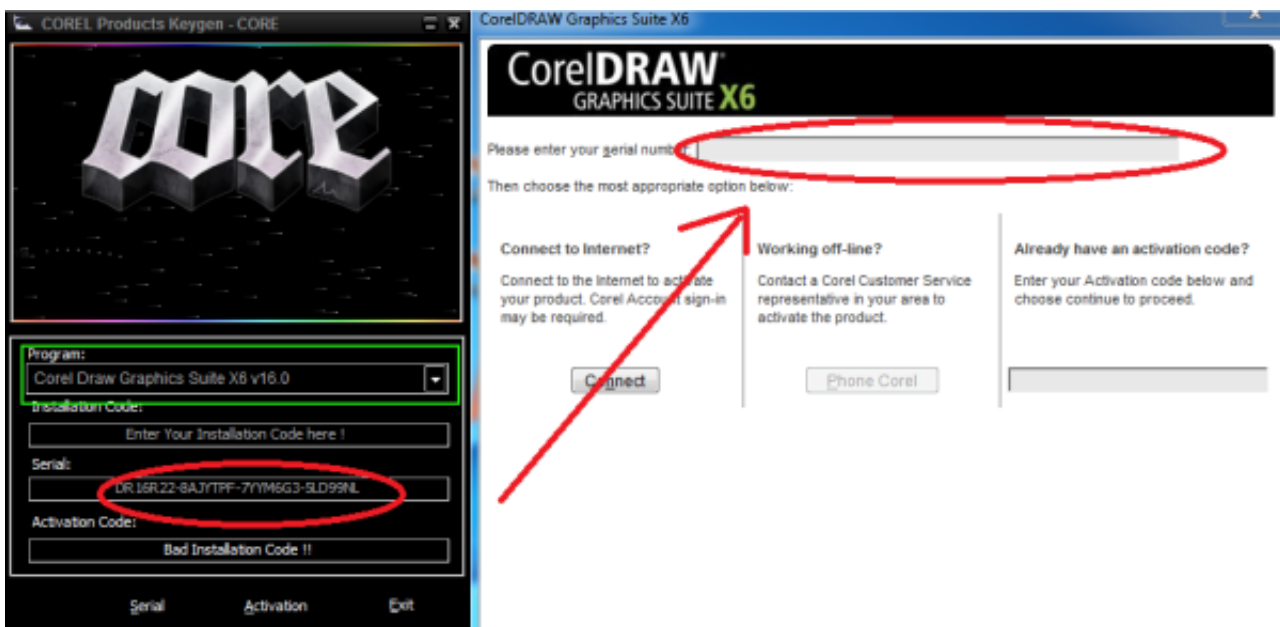 COREL Products Keygen - CORE
core
Program:
Corel Draw Graphics Suite X6 v16.0
Installation Code:
Enter Your Installation Code here !
Serial:
DR16R22-8AJYTPF-7YYM6G3-5LD99NL
Activation Code:
Bad Installation Code !!
Serial
Activation
Exit
CorelDRAW Graphics Suite X6
CorelDRAW
GRAPHICS SUITE X6
Please enter your serial number:
Then choose the most appropriate option below:
Connect to Internet?
Connect to the Internet to activate
your product. Corel Account sign-in
may be required.
Connect
Working off-line?
Contact a Corel Customer Service
representative in your area to
activate the product.
Phone Corel
Already have an activation code?
Enter your Activation code below and
choose continue to proceed.